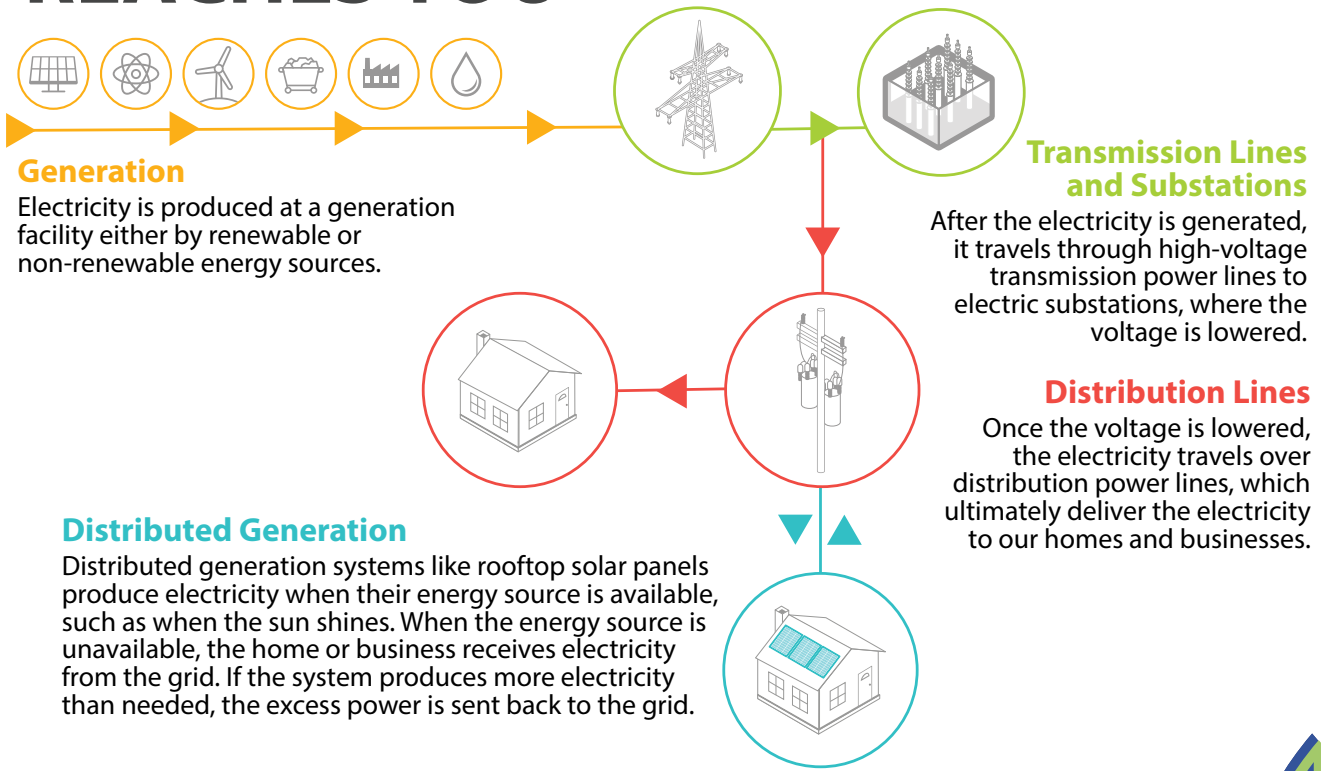 REACHES YOU
Generation
Electricity is produced at a generation
facility either by renewable or
non-renewable energy sources.
Transmission Lines
and Substations
After the electricity is generated,
it travels through high-voltage
transmission power lines to
electric substations, where the
voltage is lowered.
Distribution Lines
Once the voltage is lowered,
the electricity travels over
distribution power lines, which
ultimately deliver the electricity
to our homes and businesses.
Distributed Generation
Distributed generation systems like rooftop solar panels
produce electricity when their energy source is available,
such as when the sun shines. When the energy source is
unavailable, the home or business receives electricity
from the grid. If the system produces more electricity
than needed, the excess power is sent back to the grid.